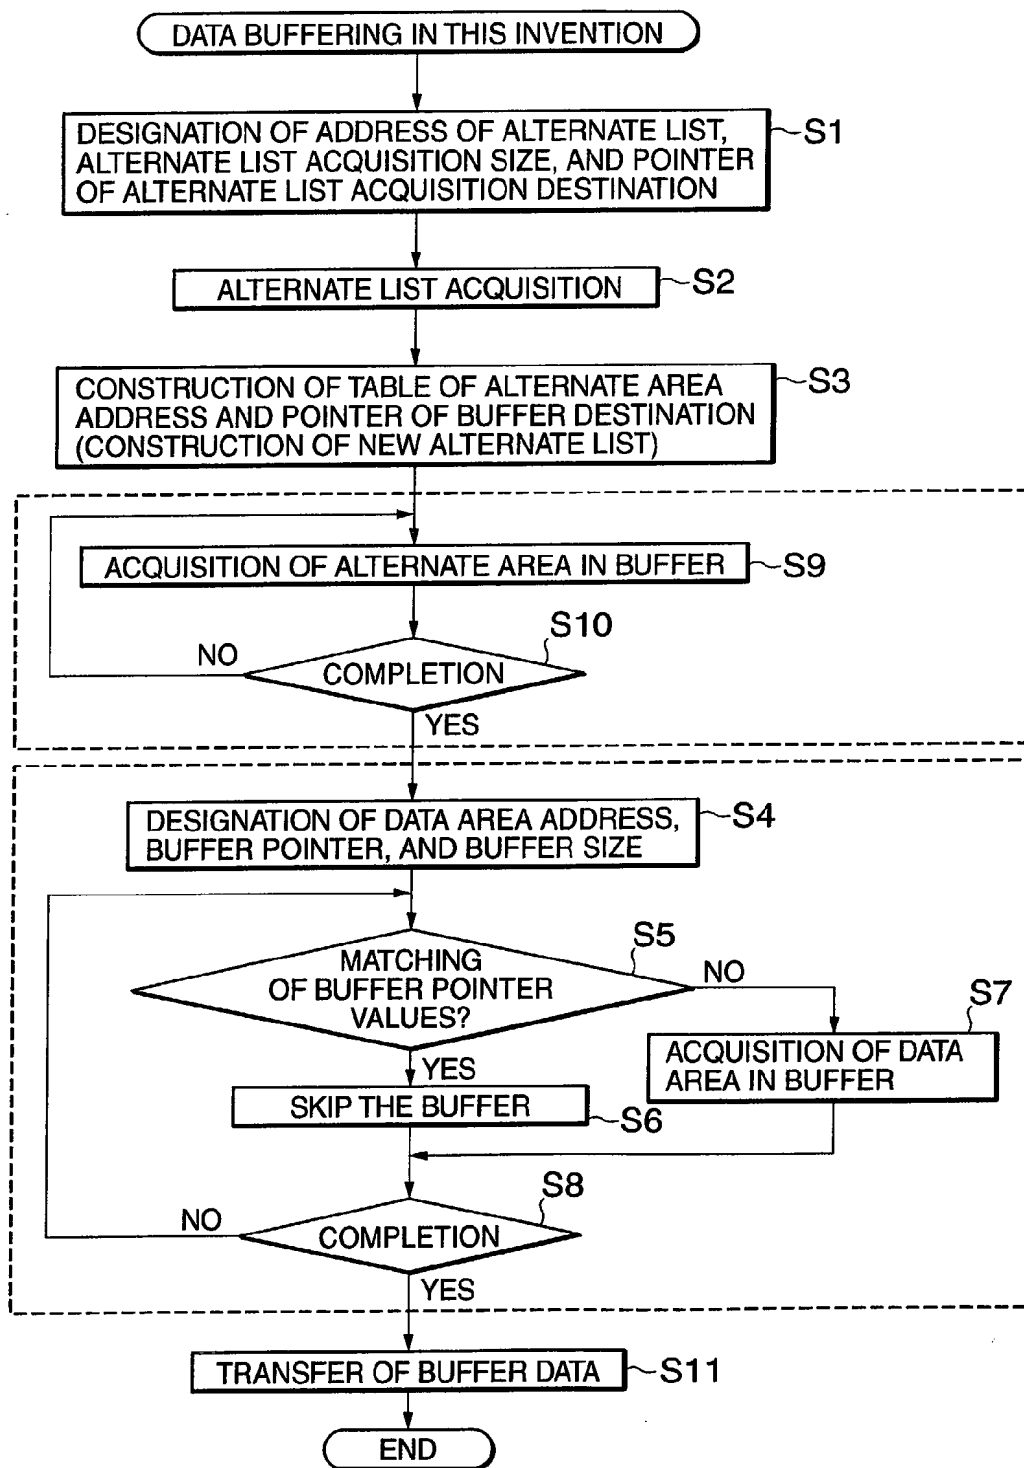 DATA BUFFERING IN THIS INVENTION
DESIGNATION OF ADDRESS OF ALTERNATE LIST,
ALTERNATE LIST ACQUISITION SIZE, AND POINTER
OF ALTERNATE LIST ACQUISITION DESTINATION
S1
ALTERNATE LIST ACQUISITION
S2
CONSTRUCTION OF TABLE OF ALTERNATE AREA
ADDRESS AND POINTER OF BUFFER DESTINATION
(CONSTRUCTION OF NEW ALTERNATE LIST)
S3
ACQUISITION OF ALTERNATE AREA IN BUFFER
S9
S10
NO
COMPLETION
YES
DESIGNATION OF DATA AREA ADDRESS,
BUFFER POINTER, AND BUFFER SIZE
S4
S5
MATCHING
OF BUFFER POINTER
VALUES?
NO
S7
ACQUISITION OF DATA
AREA IN BUFFER
YES
SKIP THE BUFFER
S6
S8
NO
COMPLETION
YES
TRANSFER OF BUFFER DATA
S11
END